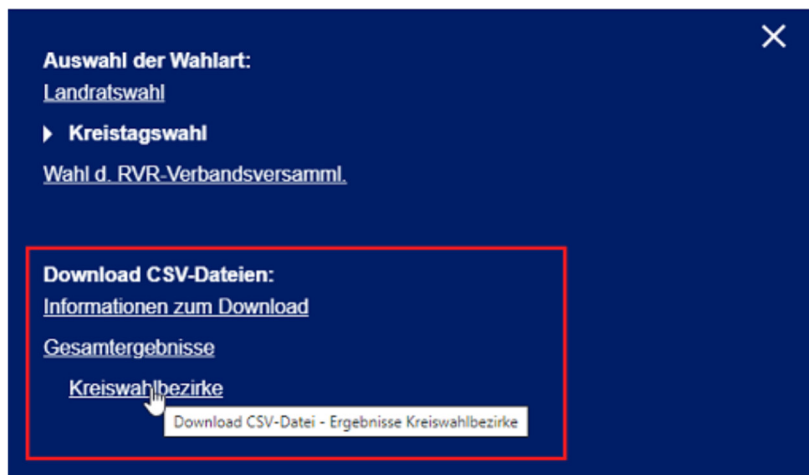 Auswahl der Wahlart:
Landratswahl
Kreistagswahl
Wahl d. RVR-Verbandsversamml.
Download CSV-Dateien:
Informationen zum Download
Gesamtergebnisse
Kreiswahlbezirke
Download CSV-Datei - Ergebnisse Kreiswahlbezirke